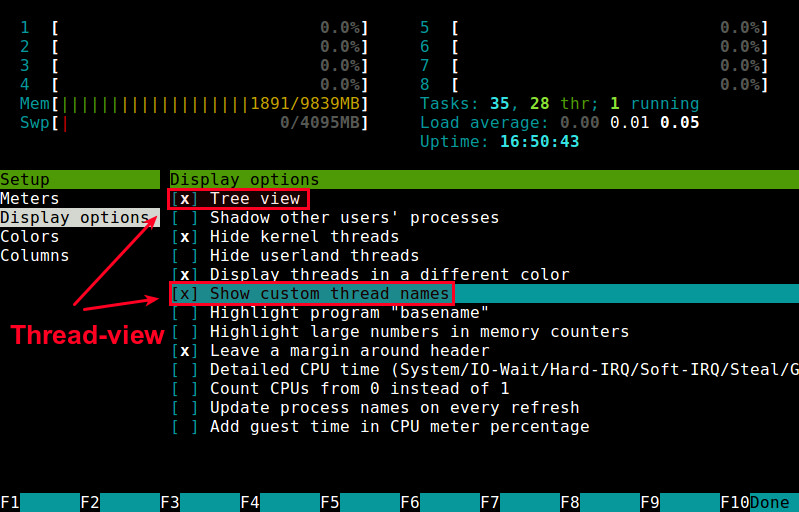 1 [ 0.0%] 5 [ 0.0%]
2 [ 0.0%] 6 [ 0.0%]
3 [ 0.0%] 7 [ 0.0%]
4 [ 0.0%] 8 [ 0.0%]
Mem[|||||||||||||||||||1891/9839MB] Tasks: 35, 28 thr; 1 running
Swp[| 0/4095MB] Load average: 0.00 0.01 0.05
Uptime: 16:50:43
Setup Display options
Meters [x] Tree view
Display options [ ] Shadow other users' processes
Colors [x] Hide kernel threads
Columns [ ] Hide userland threads
[x] Display threads in a different color
[x] Show custom thread names
[ ] Highlight program "basename"
Thread-view [ ] Highlight large numbers in memory counters
[x] Leave a margin around header
[ ] Detailed CPU time (System/IO-Wait/Hard-IRQ/Soft-IRQ/Steal/G
[ ] Count CPUs from 0 instead of 1
[ ] Update process names on every refresh
[ ] Add guest time in CPU meter percentage
F1 F2 F3 F4 F5 F6 F7 F8 F9 F10Done